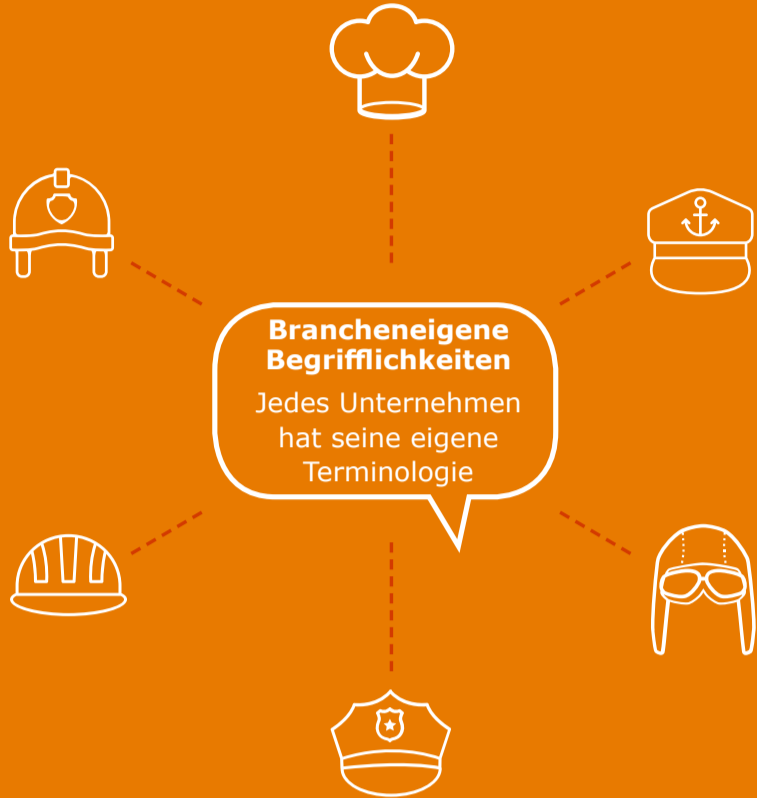 Brancheneigene
Begrifflichkeiten
Jedes Unternehmen
hat seine eigene
Terminologie